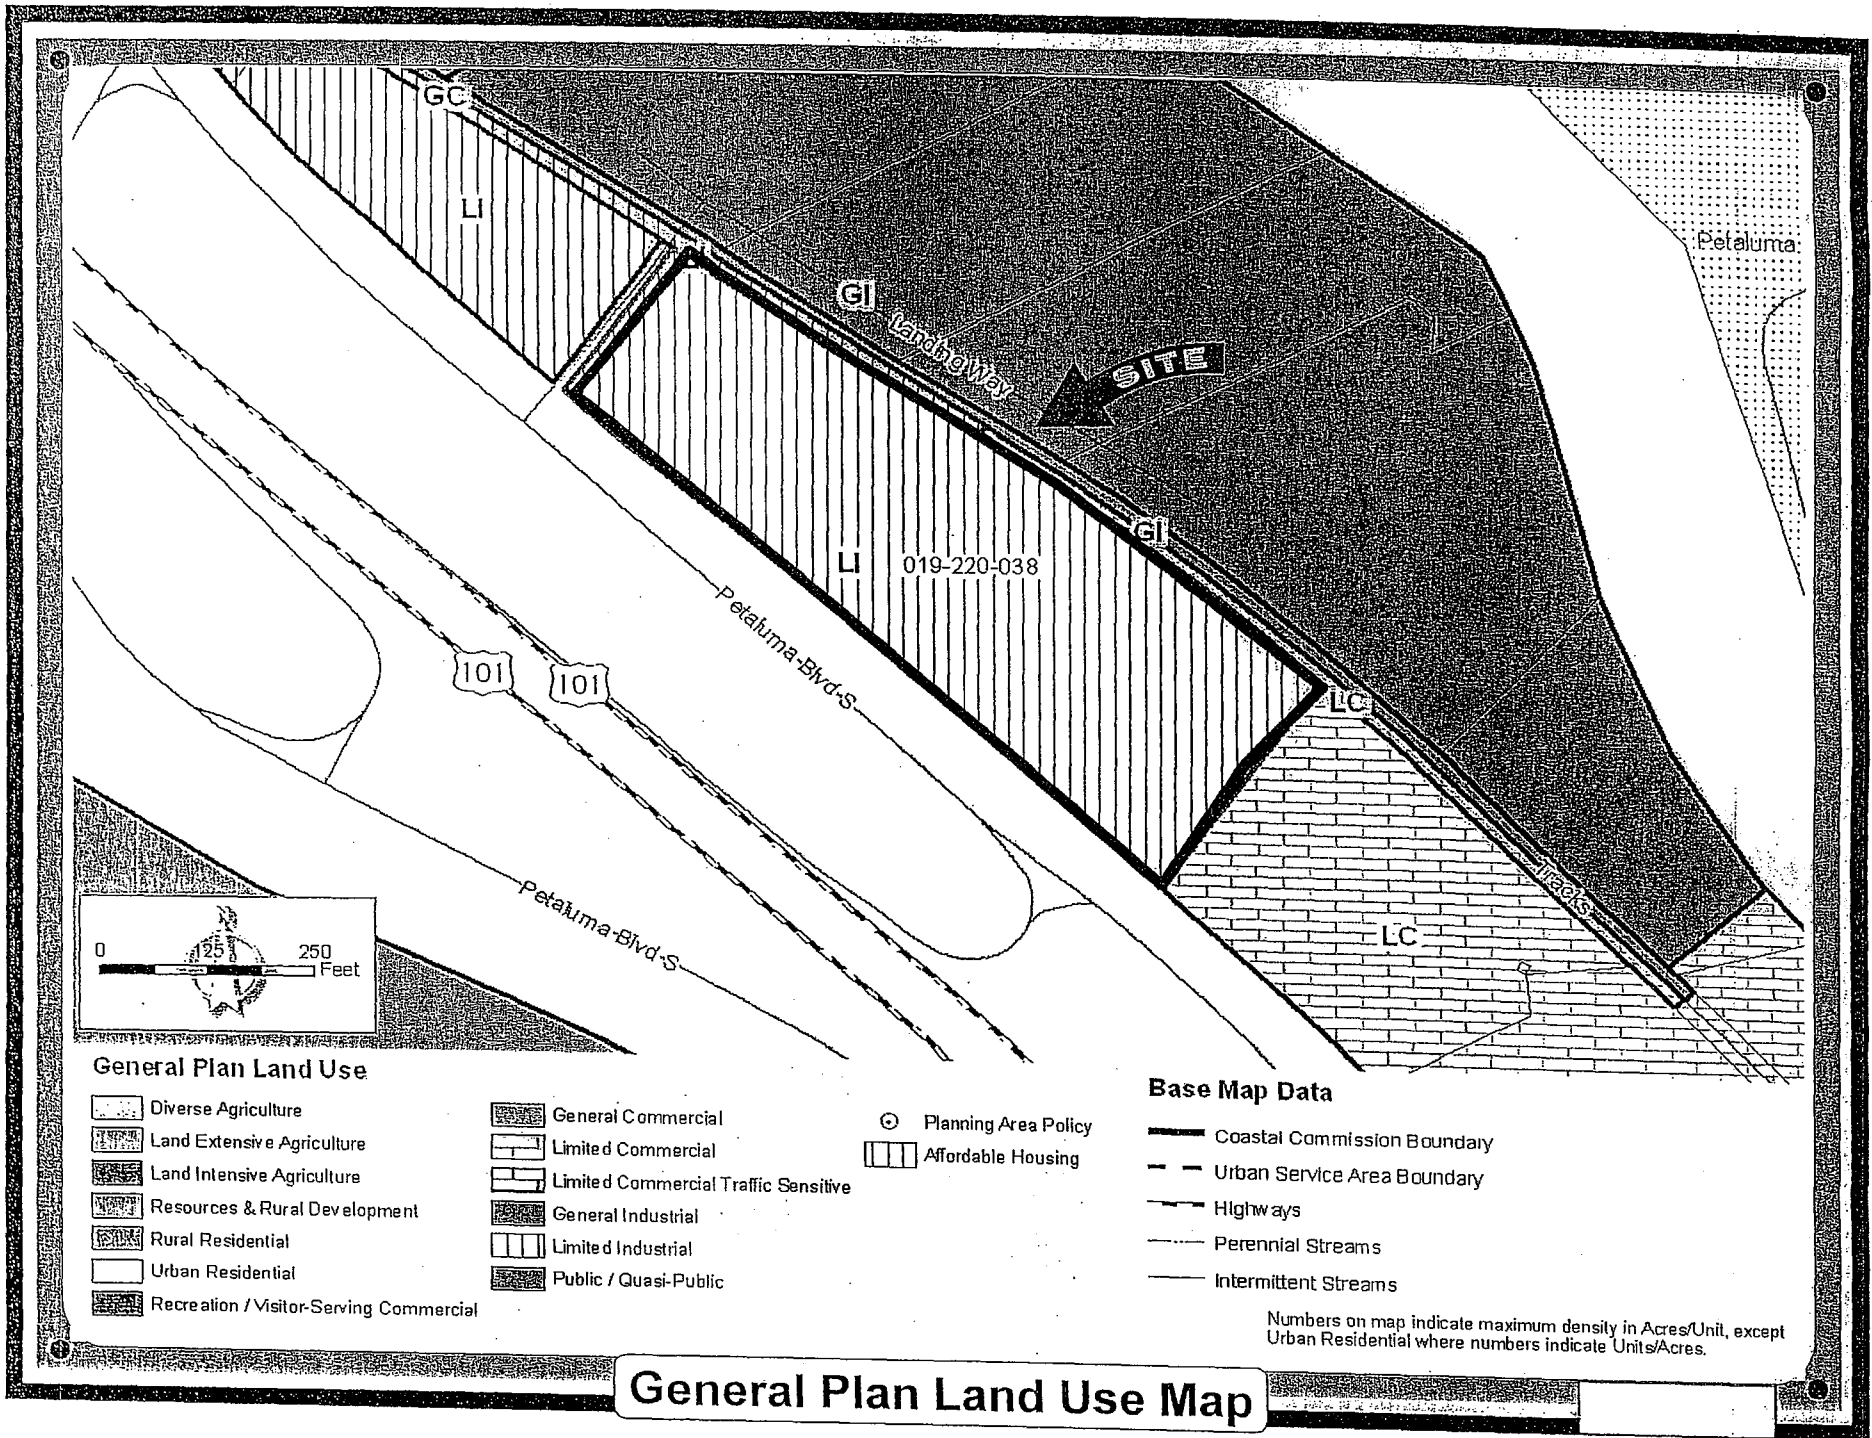 GC
LI
Petaluma
GI
Landing Way
SITE
GI
LI 019-220-038
Petaluma-Blvd-S
101
101
LC
Petaluma-Blvd-S
Tracks
LC
0 125 250
Feet
General Plan Land Use
Diverse Agriculture
Land Extensive Agriculture
Land Intensive Agriculture
Resources & Rural Development
Rural Residential
Urban Residential
Recreation / Visitor-Serving Commercial
General Commercial
Limited Commercial
Limited Commercial Traffic Sensitive
General Industrial
Limited Industrial
Public / Quasi-Public
Planning Area Policy
Affordable Housing
Base Map Data
Coastal Commission Boundary
Urban Service Area Boundary
Highways
Perennial Streams
Intermittent Streams
Numbers on map indicate maximum density in Acres/Unit, except
Urban Residential where numbers indicate Units/Acres.
General Plan Land Use Map